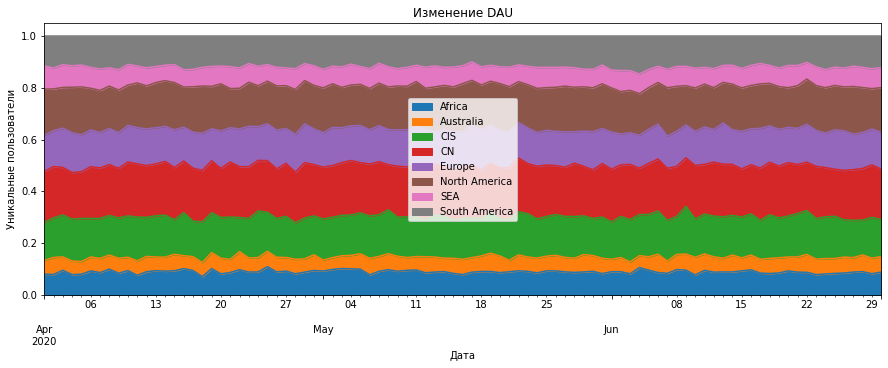 Изменение DAU
Уникальные пользователи
1.0
0.8
0.6
0.4
0.2
0.0
Africa
Australia
CIS
CN
Europe
North America
SEA
South America
06 13 20 27 04 11 18 25 08 15 22 29
Apr May Jun
2020
Дата